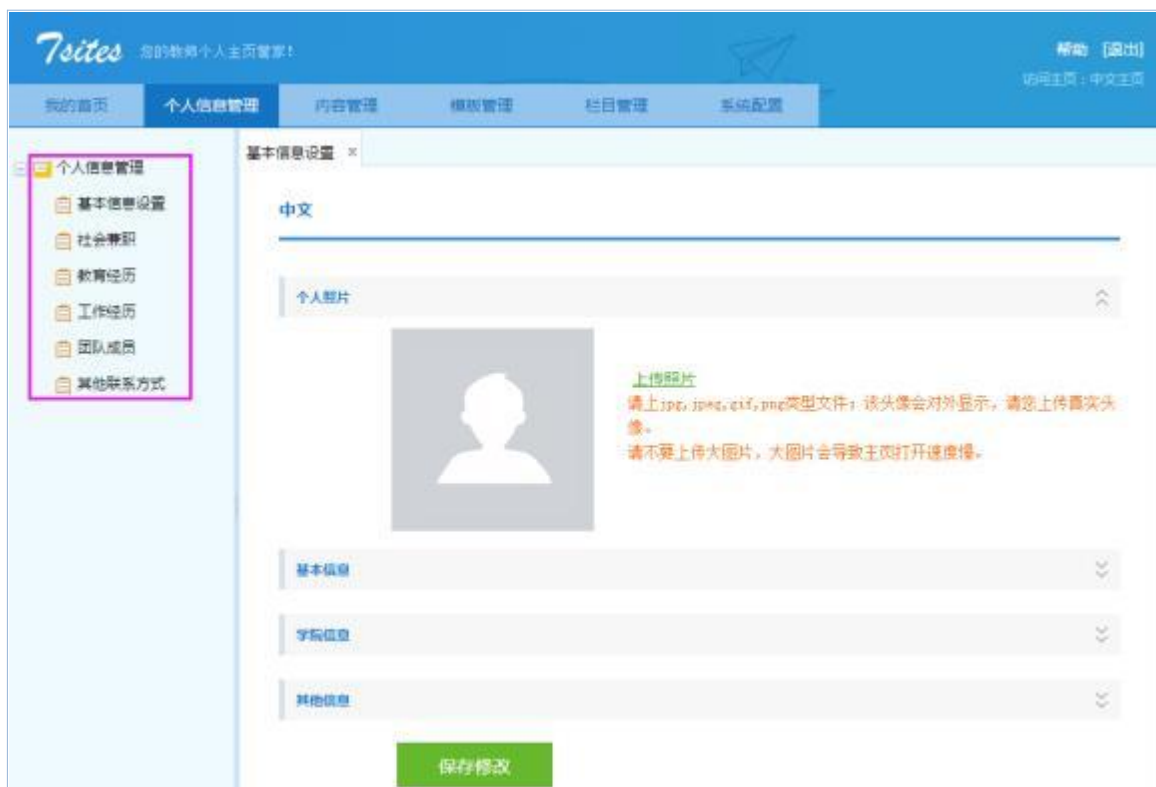 Tsites 您的教师个人主页管家!
帮助 [退出]
访问主页:中文主页
我的首页 个人信息管理 内容管理 模板管理 栏目管理 系统配置
个人信息管理
基本信息设置
社会兼职
教育经历
工作经历
团队成员
其他联系方式
基本信息设置 ×
中文
个人照片
上传照片
请上jpg,jpeg,gif,png类型文件;该头像会对外显示,请您上传真实头
像。
请不要上传大图片,大图片会导致主页打开速度慢。
基本信息
学院信息
其他信息
保存修改